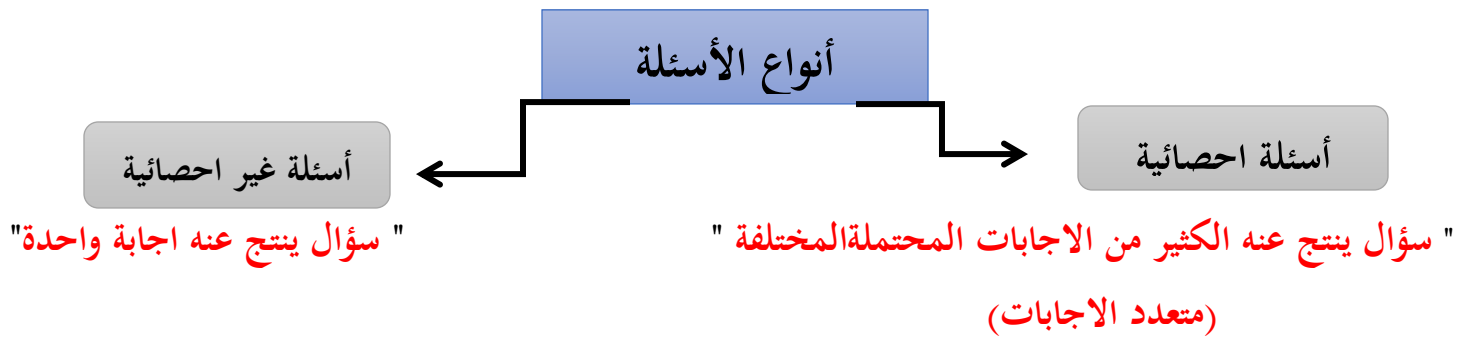 أنواع الأسئلة
أسئلة احصائية
" سؤال ينتج عنه الكثير من الاجابات المحتملةالمختلفة "
(متعدد الاجابات)
أسئلة غير احصائية
" سؤال ينتج عنه اجابة واحدة"